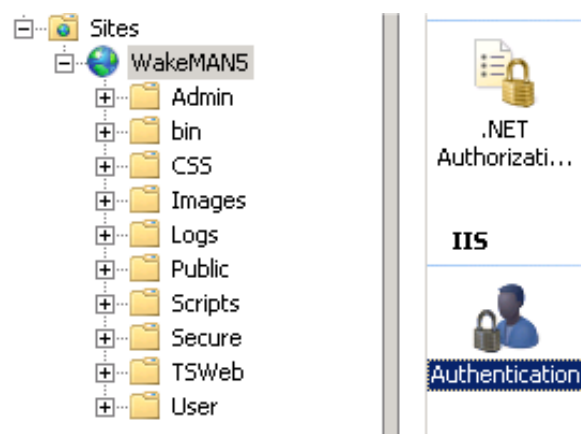 Sites
WakeMAN5
Admin
bin
CSS
Images
Logs
Public
Scripts
Secure
TSWeb
User
.NET
Authorizati...
IIS
Authentication